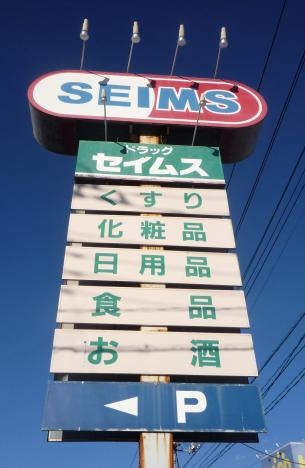 SEIMS
ドラッグ
セイムス
くすり
化粧品
日用品
食品
お酒
◀ P